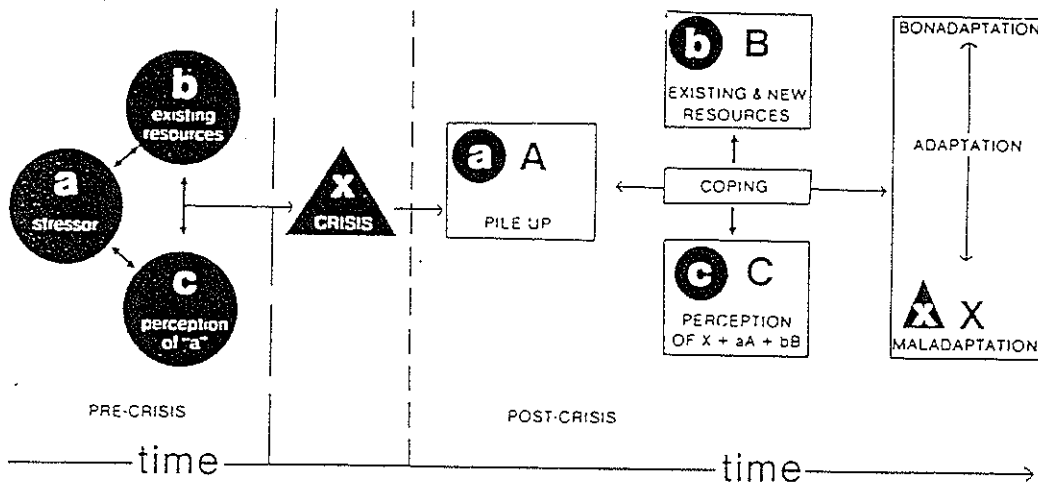 b
existing
resources
a
stressor
c
perception
of "a"
x
CRISIS
a A
PILE UP
b B
EXISTING & NEW
RESOURCES
COPING
c C
PERCEPTION
OF X + aA + bB
BONADAPTATION
ADAPTATION
x X
MALADAPTATION
PRE-CRISIS
POST-CRISIS
time
time